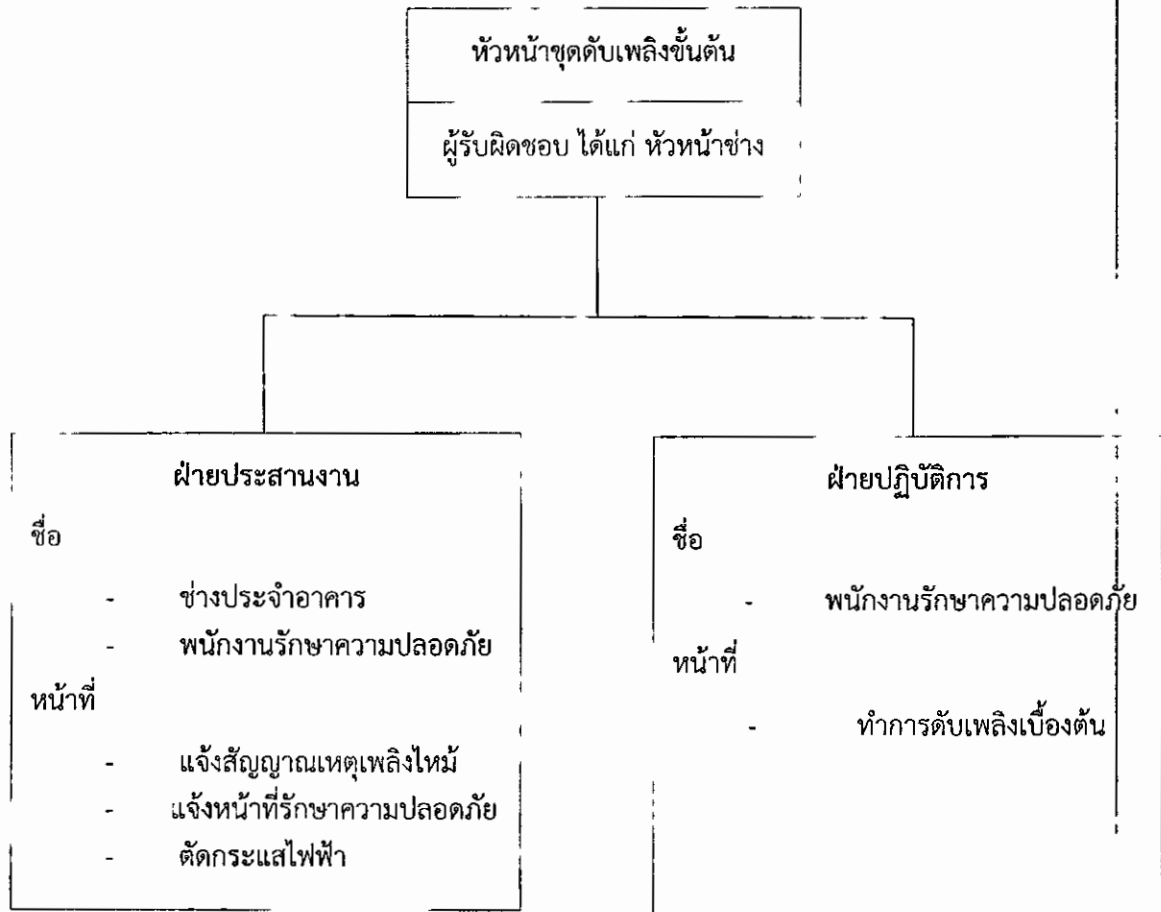 หัวหน้าชุดดับเพลิงขั้นต้น
ผู้รับผิดชอบ ได้แก่ หัวหน้าช่าง
ฝ่ายประสานงาน
ชื่อ
- ช่างประจำอาคาร
- พนักงานรักษาความปลอดภัย
หน้าที่
- แจ้งสัญญาณเหตุเพลิงไหม้
- แจ้งหน้าที่รักษาความปลอดภัย
- ตัดกระแสไฟฟ้า
ฝ่ายปฏิบัติการ
ชื่อ
- พนักงานรักษาความปลอดภัย
หน้าที่
- ทำการดับเพลิงเบื้องต้น